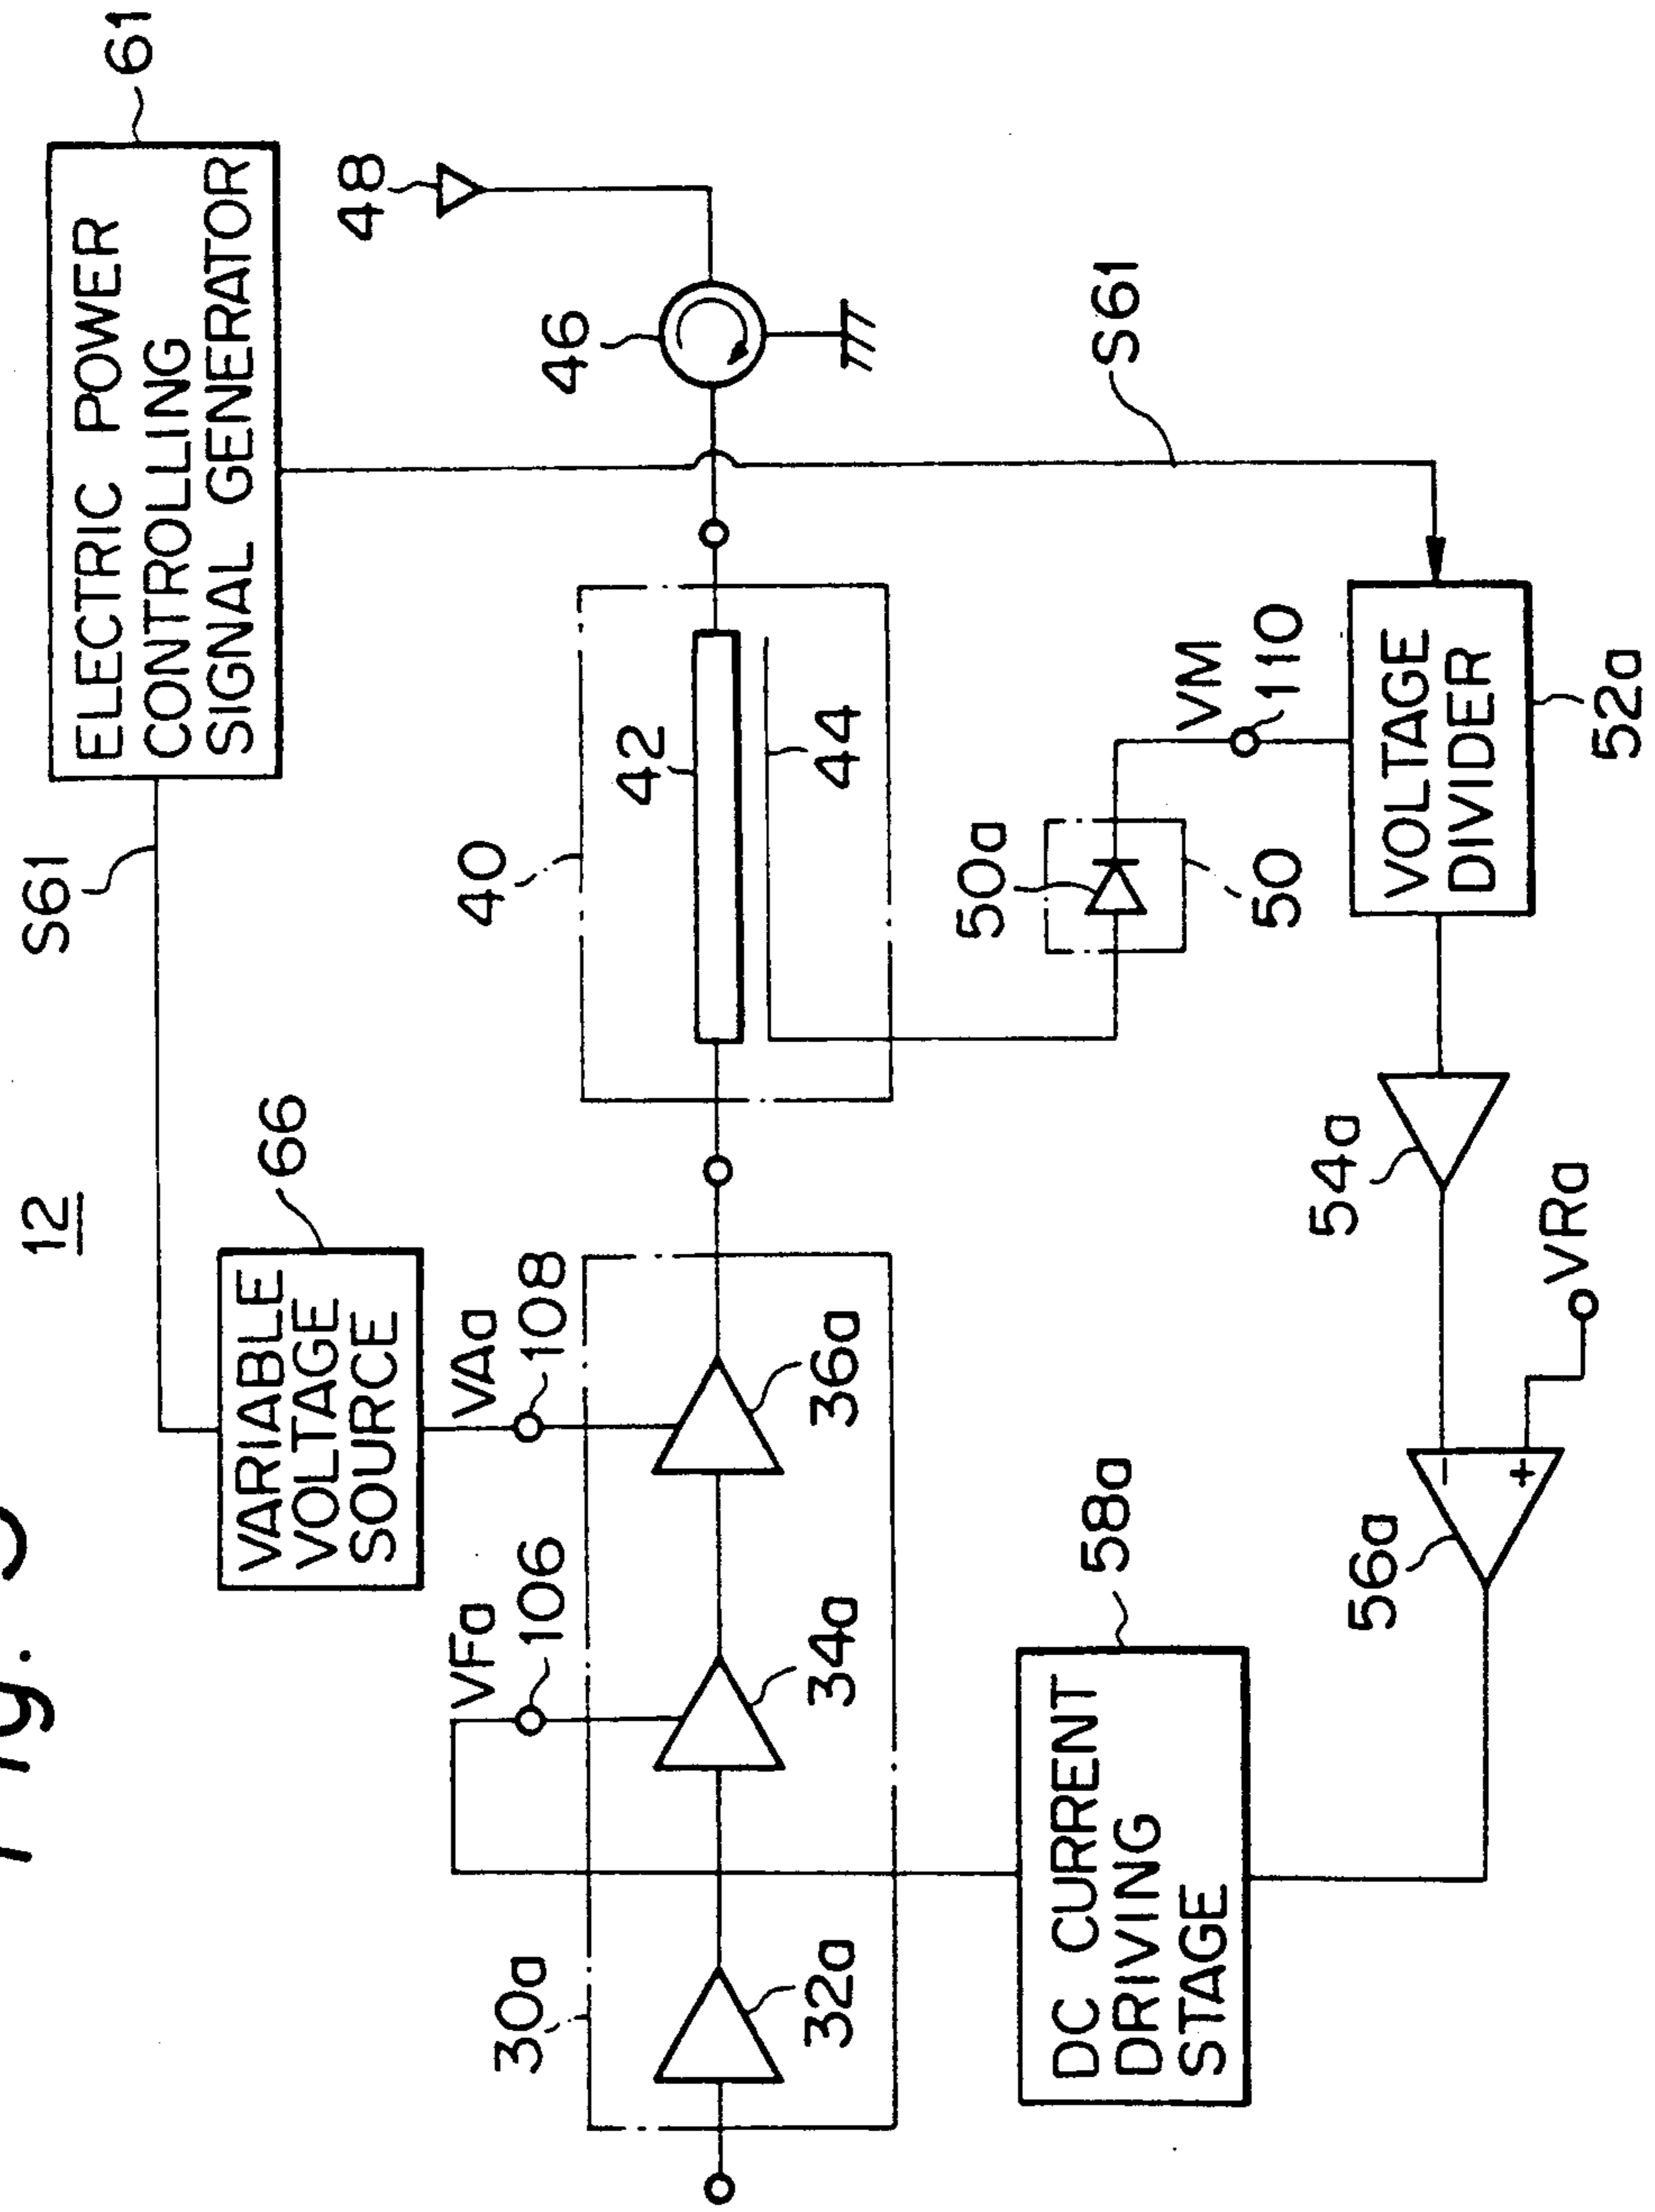 12
S61
ELECTRIC POWER
CONTROLLING
SIGNAL GENERATOR
61
VARIABLE
VOLTAGE
SOURCE
66
48
VFa
106
VAa
108
40
46
30a
32a
34a
36a
42
44
50a
50
VM
110
S61
58a
DC CURRENT
DRIVING
STAGE
56a
-
+
VRa
54a
VOLTAGE
DIVIDER
52a